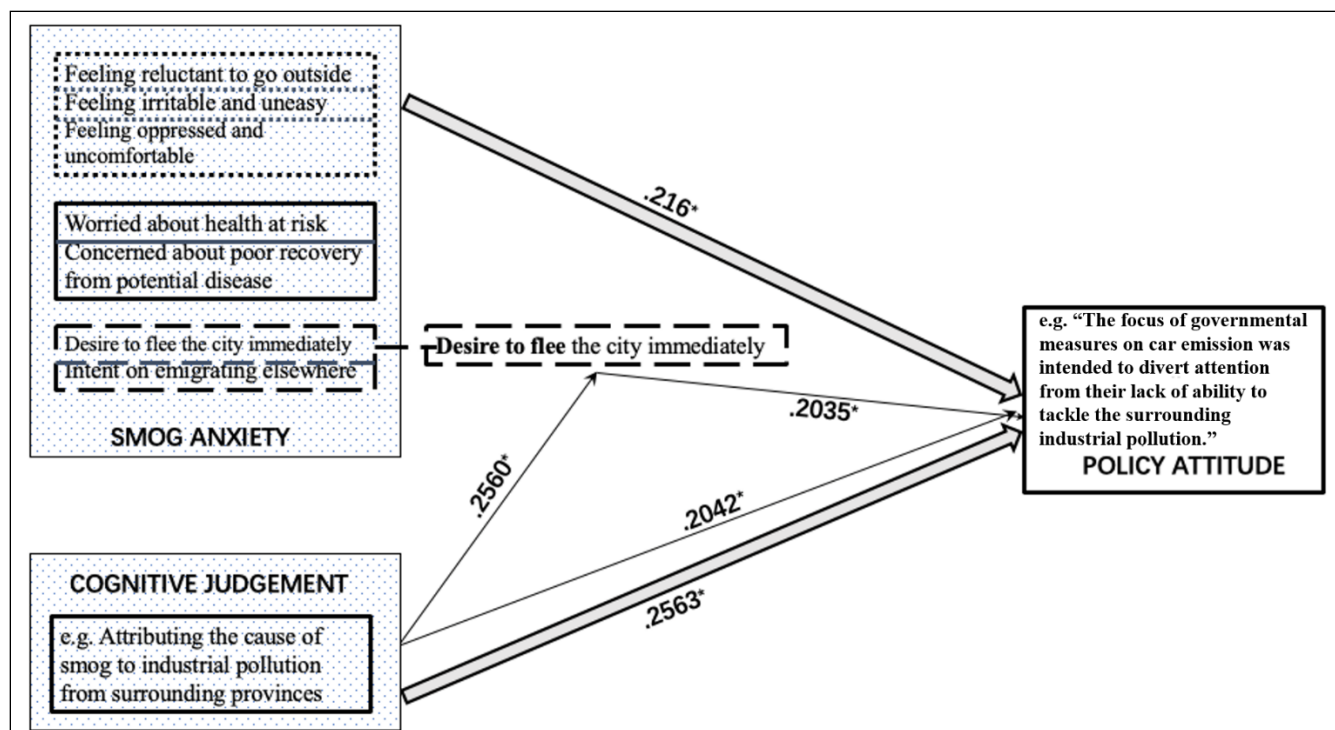 Feeling reluctant to go outside
Feeling irritable and uneasy
Feeling oppressed and
uncomfortable
Worried about health at risk
Concerned about poor recovery
from potential disease
Desire to flee the city immediately
Intent on emigrating elsewhere
SMOG ANXIETY
Desire to flee the city immediately
.216*
.2035*
.2560*
.2042*
.2563*
e.g. “The focus of governmental
measures on car emission was
intended to divert attention
from their lack of ability to
tackle the surrounding
industrial pollution.”
POLICY ATTITUDE
COGNITIVE JUDGEMENT
e.g. Attributing the cause of
smog to industrial pollution
from surrounding provinces